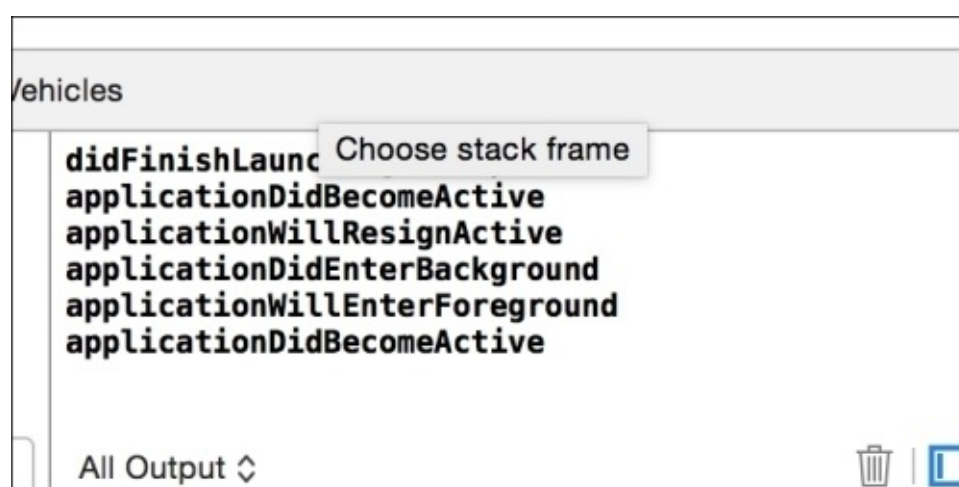 Vehicles
Choose stack frame
didFinishLaunc
applicationDidBecomeActive
applicationWillResignActive
applicationDidEnterBackground
applicationWillEnterForeground
applicationDidBecomeActive
All Output